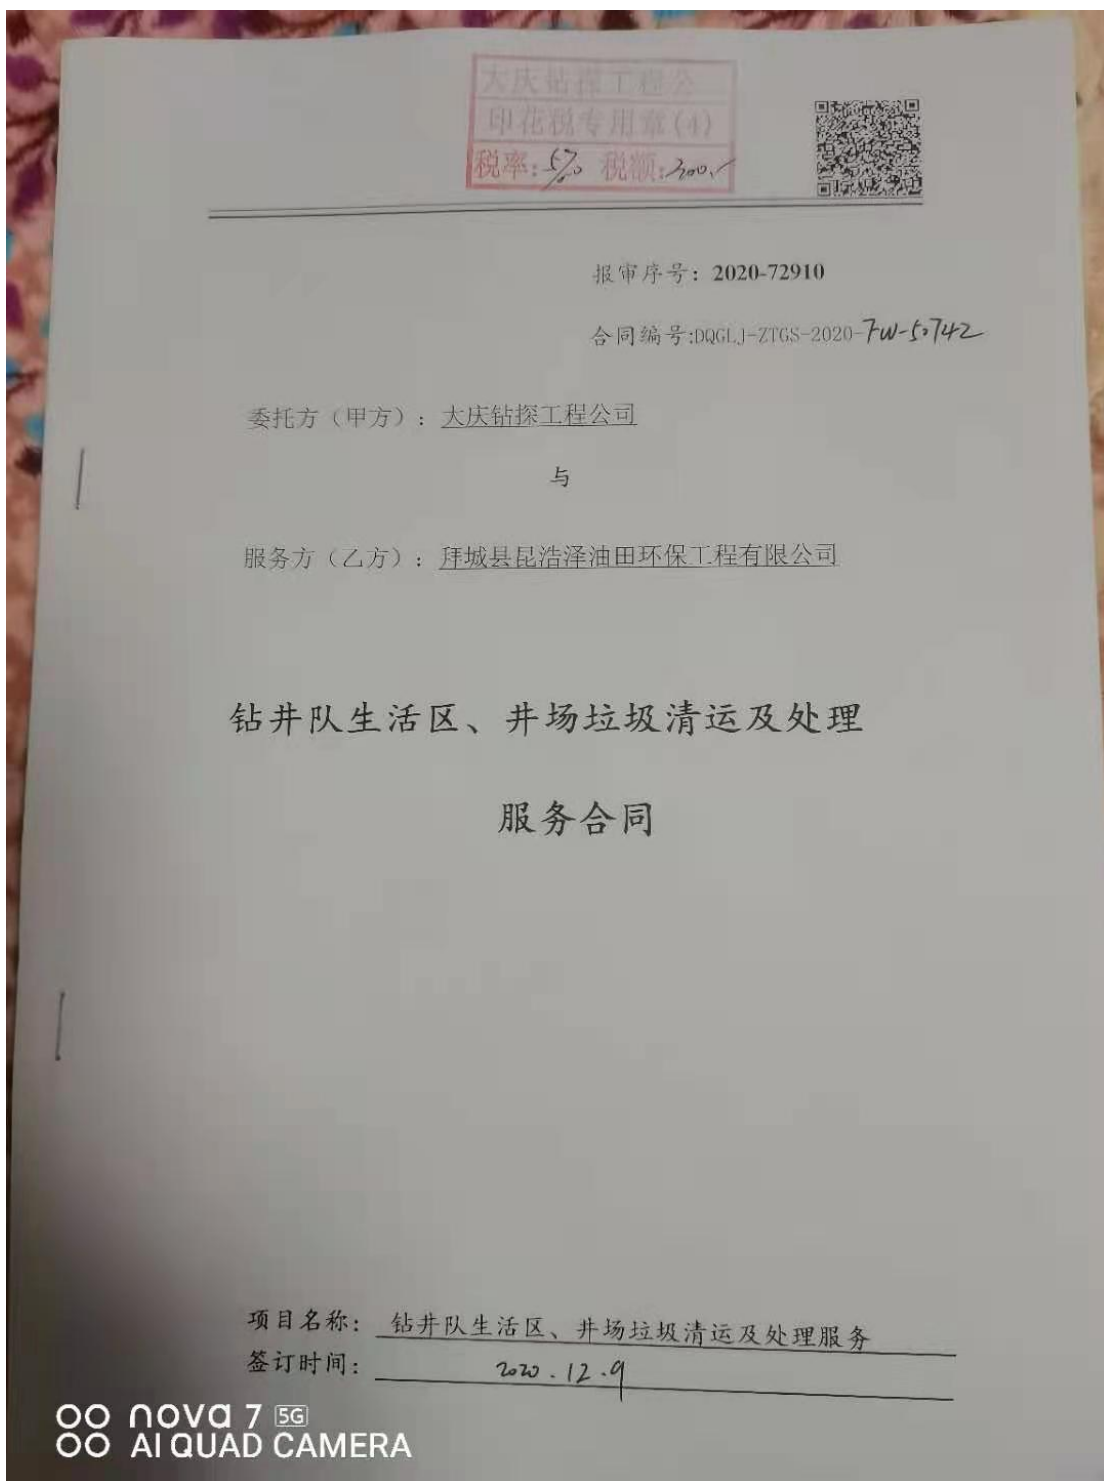 大庆钻探工程公
印花税专用章(4)
税率:5‱ 税额:300.
报审序号：2020-72910
合同编号:DQGLJ-ZTGS-2020-FW-50742
委托方（甲方）：大庆钻探工程公司
与
服务方（乙方）：拜城县昆浩泽油田环保工程有限公司
钻井队生活区、井场垃圾清运及处理
服务合同
项目名称：钻井队生活区、井场垃圾清运及处理服务
签订时间：2020.12.9
nova 7 5G
AI QUAD CAMERA